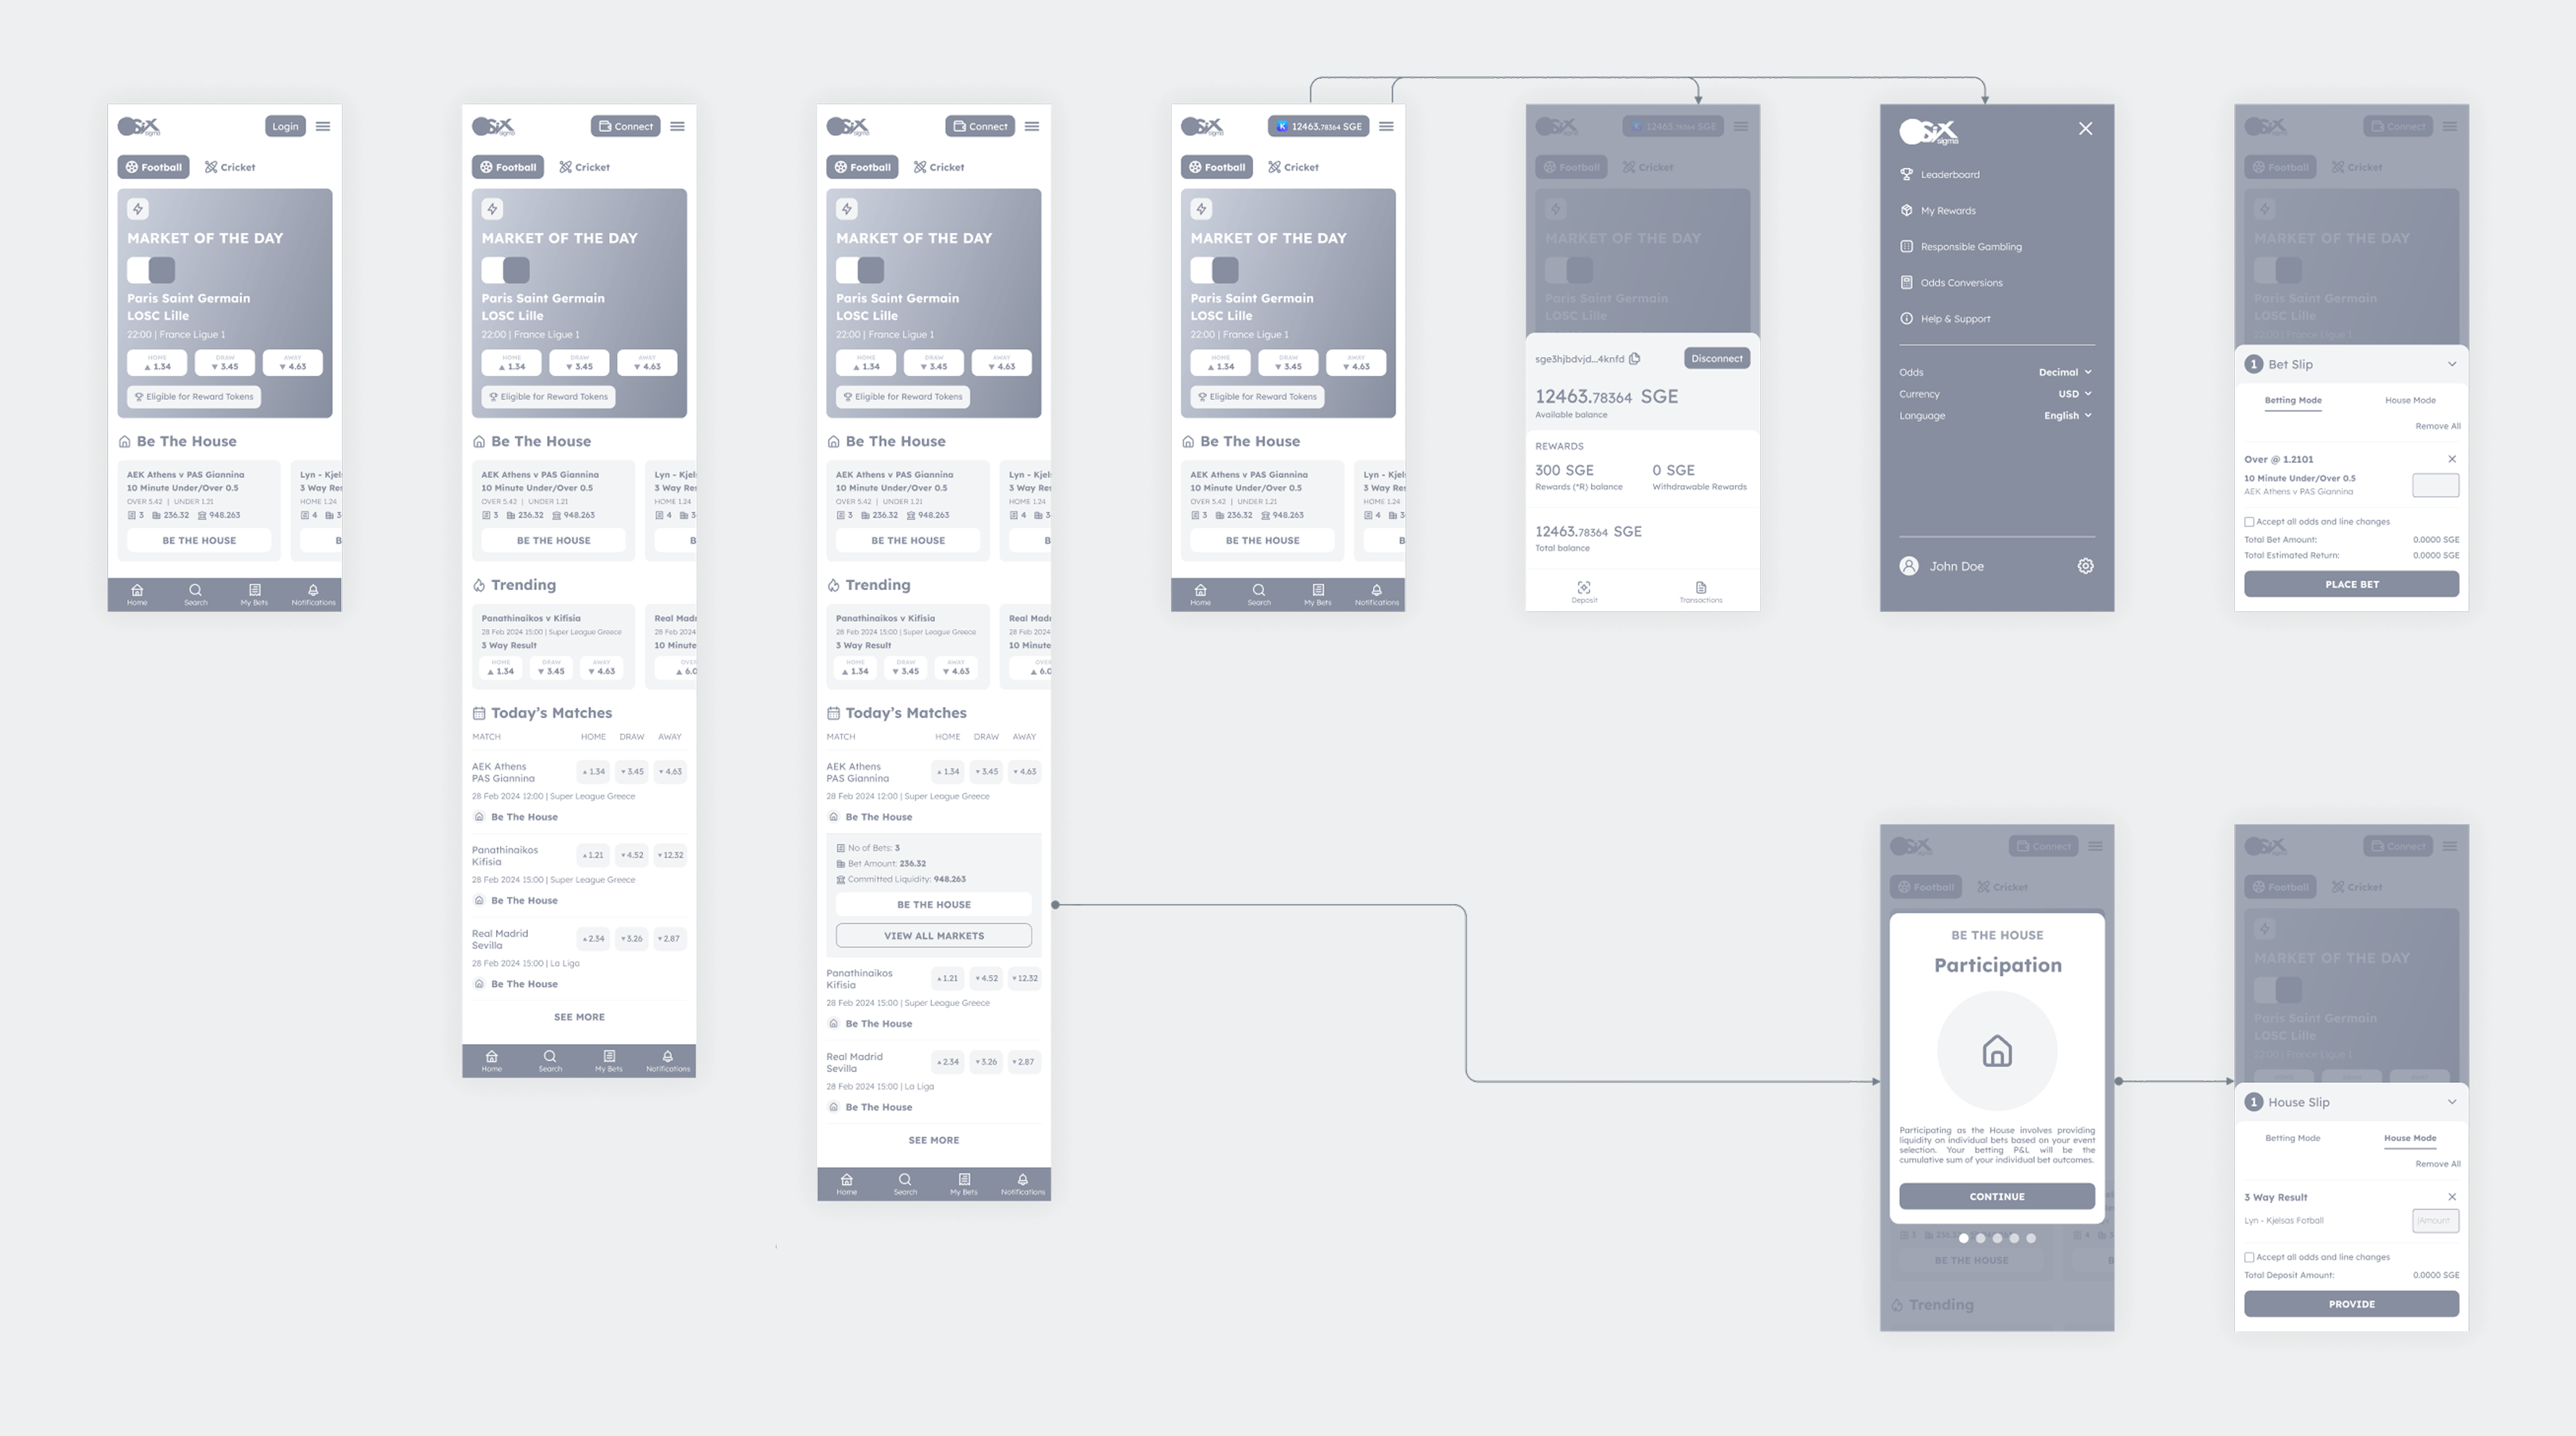 Six sigma
Login
Football
Cricket
MARKET OF THE DAY
Paris Saint Germain
LOSC Lille
22:00 | France Ligue 1
HOME DRAW AWAY
▲ 1.34 ▼ 3.45 ▼ 4.63
Eligible for Reward Tokens
Be The House
AEK Athens v PAS Giannina
10 Minute Under/Over 0.5
OVER 5.42 | UNDER 1.21
3 236.32 948.263
BE THE HOUSE
Lyn - Kjels
3 Way Res
HOME 1.24
4 3
B
Home Search My Bets Notifications
Six sigma
Connect
Football
Cricket
MARKET OF THE DAY
Paris Saint Germain
LOSC Lille
22:00 | France Ligue 1
HOME DRAW AWAY
▲ 1.34 ▼ 3.45 ▼ 4.63
Eligible for Reward Tokens
Be The House
AEK Athens v PAS Giannina
10 Minute Under/Over 0.5
OVER 5.42 | UNDER 1.21
3 236.32 948.263
BE THE HOUSE
Lyn - Kjels
3 Way Res
HOME 1.24
4 3
B
Trending
Panathinaikos v Kifisia
28 Feb 2024 15:00 | Super League Greece
3 Way Result
HOME DRAW AWAY
▲ 1.34 ▼ 3.45 ▼ 4.63
Real Madr
28 Feb 2024
10 Minute
OVE
▲ 6.0
Today's Matches
MATCH HOME DRAW AWAY
AEK Athens
PAS Giannina
▲ 1.34 ▼ 3.45 ▼ 4.63
28 Feb 2024 12:00 | Super League Greece
Be The House
Panathinaikos
Kifisia
▲ 1.21 ▼ 4.52 ▼ 12.32
28 Feb 2024 15:00 | Super League Greece
Be The House
Real Madrid
Sevilla
▲ 2.34 ▼ 3.26 ▼ 2.87
28 Feb 2024 15:00 | La Ligo
Be The House
SEE MORE
Home Search My Bets Notifications
Six sigma
Connect
Football
Cricket
MARKET OF THE DAY
Paris Saint Germain
LOSC Lille
22:00 | France Ligue 1
HOME DRAW AWAY
▲ 1.34 ▼ 3.45 ▼ 4.63
Eligible for Reward Tokens
Be The House
AEK Athens v PAS Giannina
10 Minute Under/Over 0.5
OVER 5.42 | UNDER 1.21
3 236.32 948.263
BE THE HOUSE
Lyn - Kjels
3 Way Res
HOME 1.24
4 3
B
Trending
Panathinaikos v Kifisia
28 Feb 2024 15:00 | Super League Greece
3 Way Result
HOME DRAW AWAY
▲ 1.34 ▼ 3.45 ▼ 4.63
Real Madr
28 Feb 2024
10 Minute
OVE
▲ 6.0
Today's Matches
MATCH HOME DRAW AWAY
AEK Athens
PAS Giannina
▲ 1.34 ▼ 3.45 ▼ 4.63
28 Feb 2024 12:00 | Super League Greece
Be The House
No of Bets: 3
Bet Amount: 236.32
Committed Liquidity: 948.263
BE THE HOUSE
VIEW ALL MARKETS
Panathinaikos
Kifisia
▲ 1.21 ▼ 4.52 ▼ 12.32
28 Feb 2024 15:00 | Super League Greece
Be The House
Real Madrid
Sevilla
▲ 2.34 ▼ 3.26 ▼ 2.87
28 Feb 2024 15:00 | La Liga
Be The House
SEE MORE
Home Search My Bets Notifications
Six sigma
K 12463.78364 SGE
Football
Cricket
MARKET OF THE DAY
Paris Saint Germain
LOSC Lille
22:00 | France Ligue 1
HOME DRAW AWAY
▲ 1.34 ▼ 3.45 ▼ 4.63
Eligible for Reward Tokens
Be The House
AEK Athens v PAS Giannina
10 Minute Under/Over 0.5
OVER 5.42 | UNDER 1.21
3 236.32 948.263
BE THE HOUSE
Lyn - Kjels
3 Way Res
HOME 1.24
4 3
B
Home Search My Bets Notifications
Six sigma
K 12463.78364 SGE
Football
Cricket
MARKET OF THE DAY
Paris Saint Germain
LOSC Lille
sge3hjbdvjd...4knfd
Disconnect
12463.78364 SGE
Available balance
REWARDS
300 SGE
Rewards (*R) balance
0 SGE
Withdrawable Rewards
12463.78364 SGE
Total balance
Deposit Transactions
Six sigma
Leaderboard
My Rewards
Responsible Gambling
Odds Conversions
Help & Support
Odds Decimal
Currency USD
Language English
John Doe
Six sigma
Connect
Football
Cricket
MARKET OF THE DAY
Paris Saint Germain
LOSC Lille
22:00 | France Ligue 1
1 Bet Slip
Betting Mode House Mode
Remove All
Over @ 1.2101
10 Minute Under/Over 0.5
AEK Athens v PAS Giannina
Accept all odds and line changes
Total Bet Amount: 0.0000 SGE
Total Estimated Return: 0.0000 SGE
PLACE BET
Six sigma
Connect
Football
Cricket
BE THE HOUSE
Participation
Participating as the House involves providing
liquidity on individual bets based on your event
selection. Your betting P&L will be the
cumulative sum of your individual bet outcomes.
CONTINUE
BE THE HOUSE
Trending
Six sigma
Connect
Football
Cricket
MARKET OF THE DAY
Paris Saint Germain
LOSC Lille
22:00 | France Ligue 1
1 House Slip
Betting Mode House Mode
Remove All
3 Way Result
Lyn - Kjelsas Fotball
Amount
Accept all odds and line changes
Total Deposit Amount: 0.0000 SGE
PROVIDE